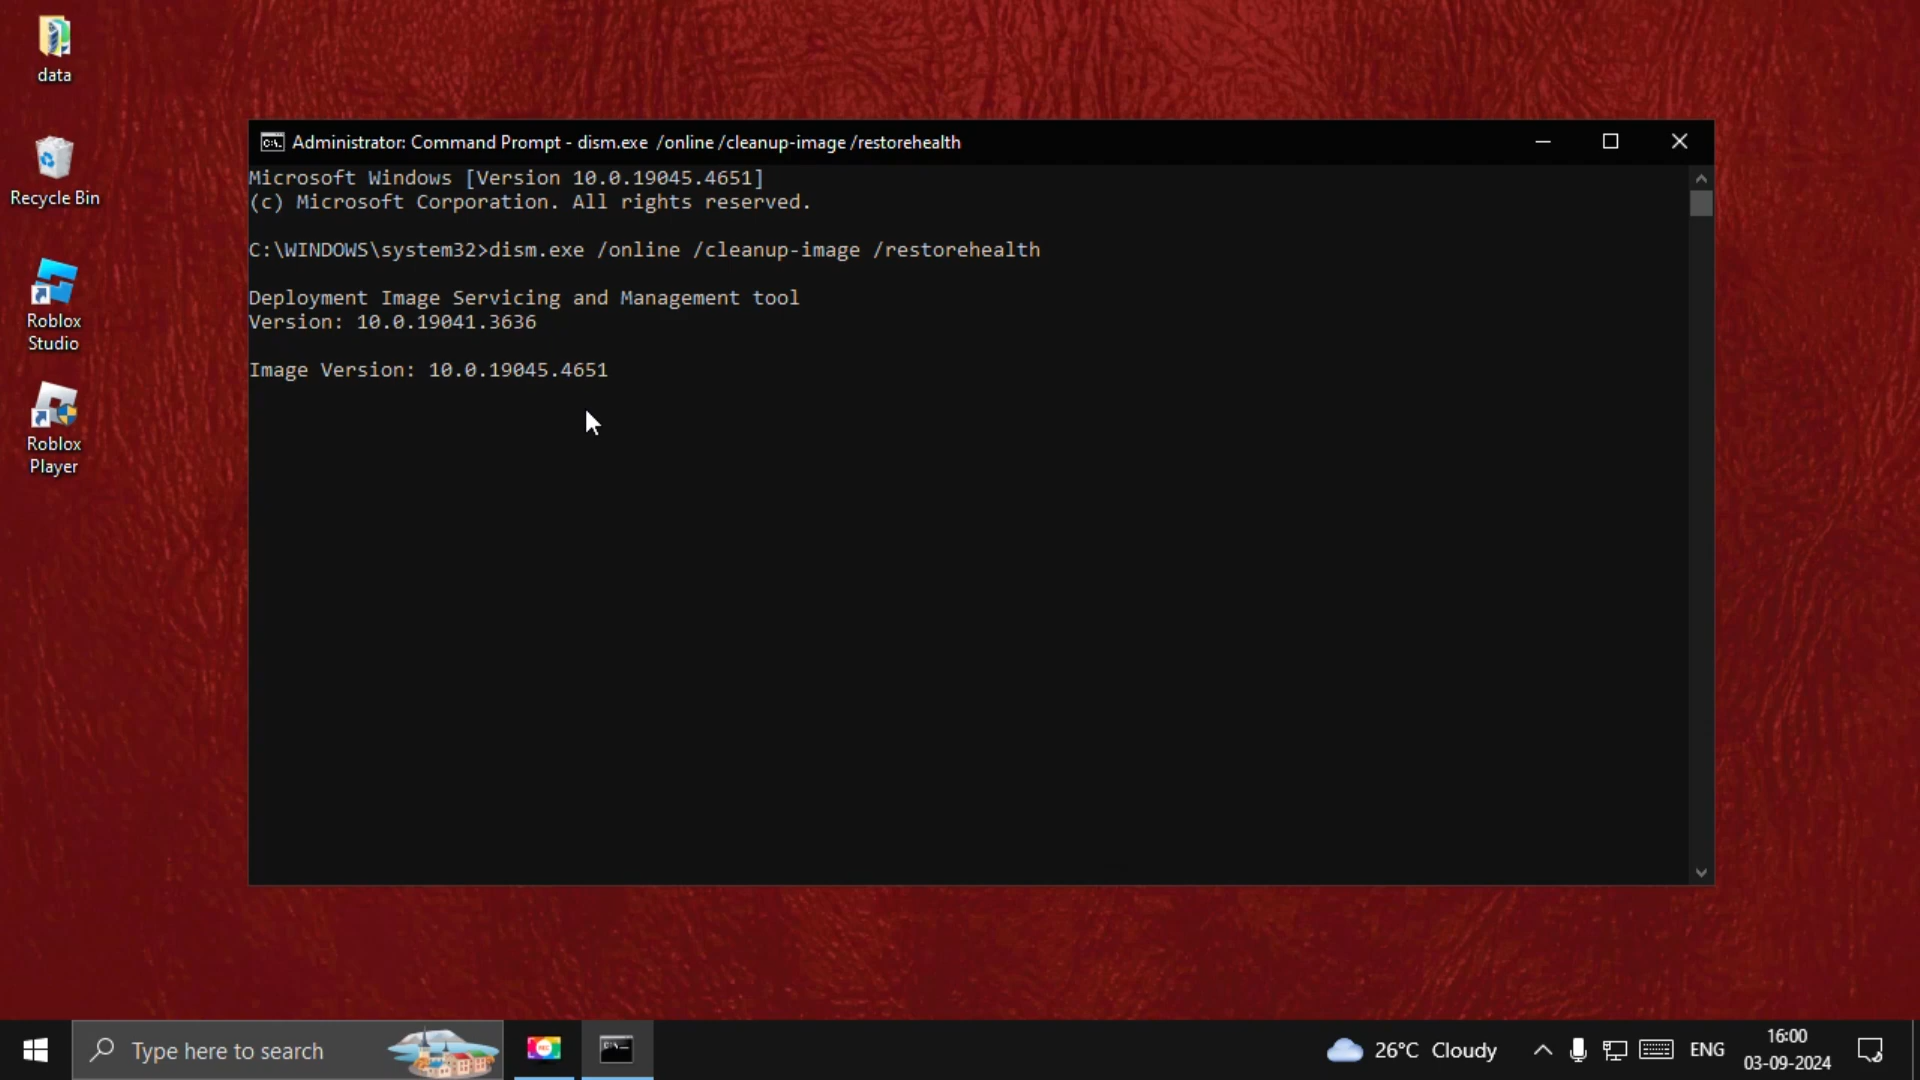 data
Recycle Bin
Roblox
Studio
Roblox
Player
Administrator: Command Prompt - dism.exe  /online /cleanup-image /restorehealth
Microsoft Windows [Version 10.0.19045.4651]
(c) Microsoft Corporation. All rights reserved.
C:\WINDOWS\system32>dism.exe /online /cleanup-image /restorehealth
Deployment Image Servicing and Management tool
Version: 10.0.19041.3636
Image Version: 10.0.19045.4651
Type here to search
REC
26°C Cloudy
ENG
16:00
03-09-2024